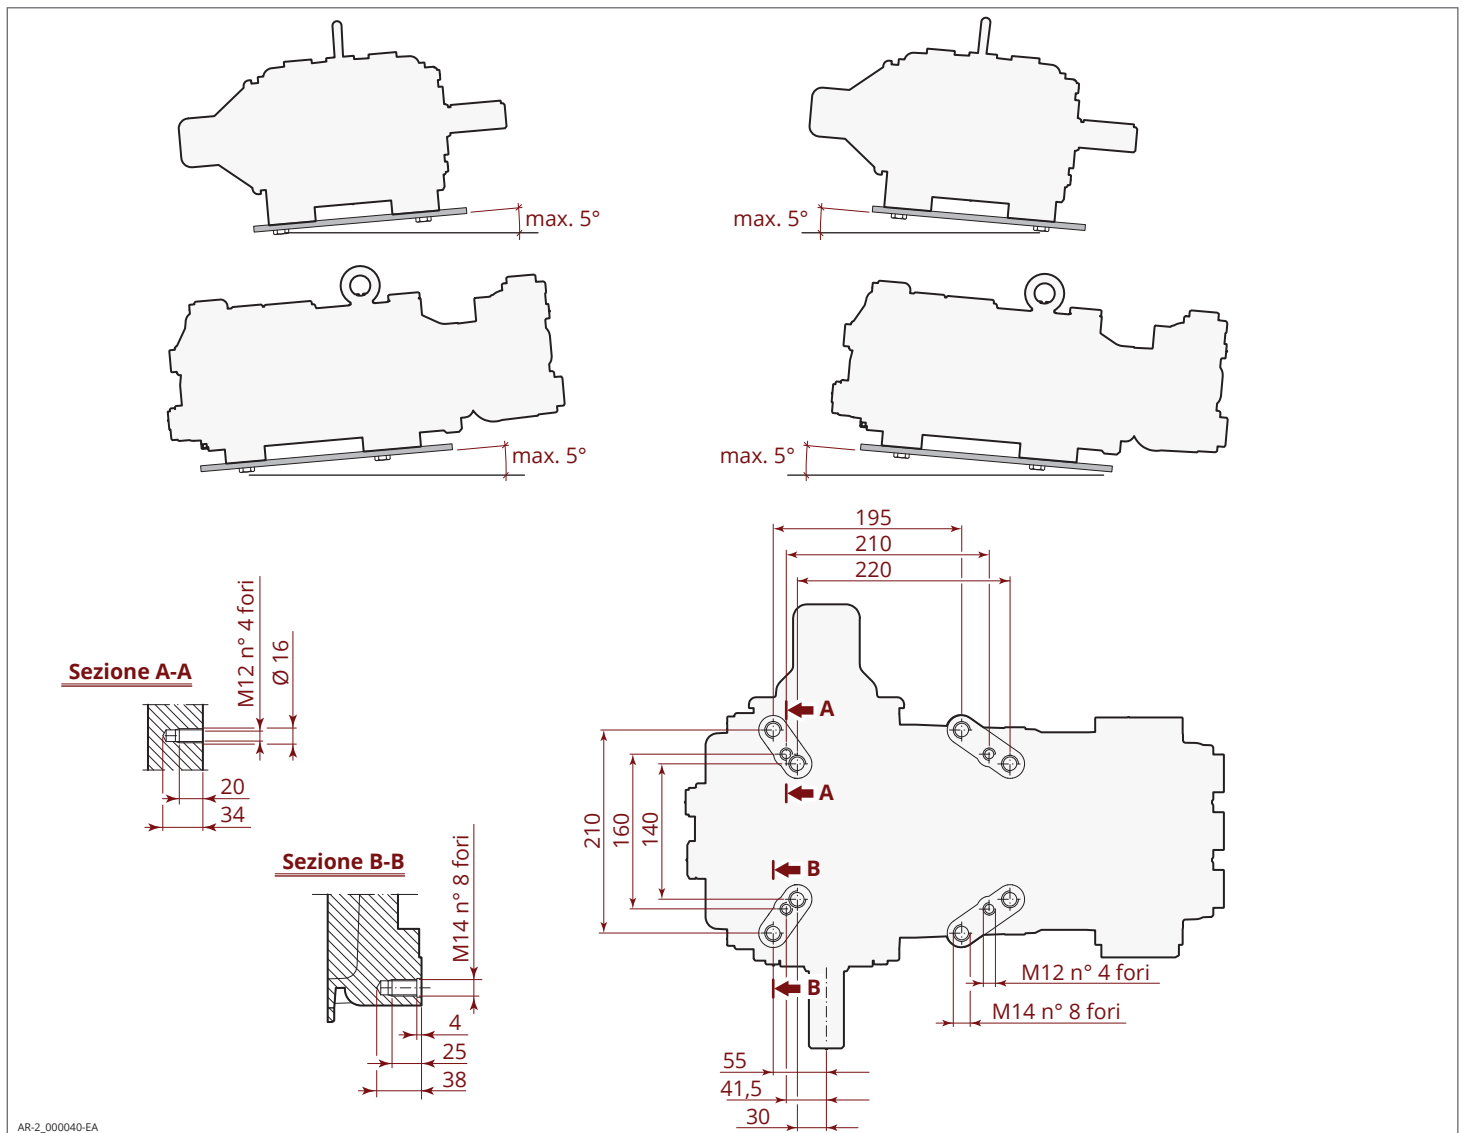 max. 5°
max. 5°
max. 5°
max. 5°
195
210
220
Sezione A-A
M12 n° 4 fori
Ø 16
20
34
A
A
210
160
140
B
B
Sezione B-B
M14 n° 8 fori
4
25
38
M12 n° 4 fori
M14 n° 8 fori
55
41,5
30
AR-2_000040-EA